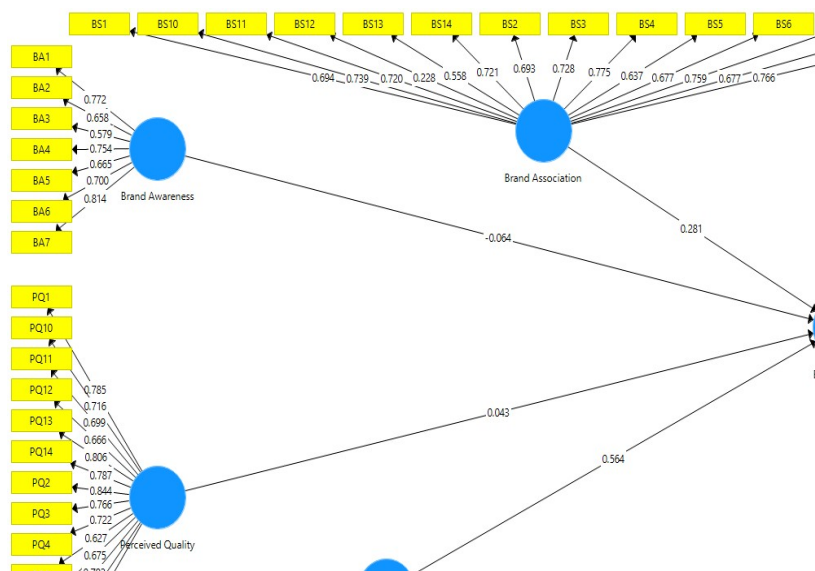 BS1 BS10 BS11 BS12 BS13 BS14 BS2 BS3 BS4 BS5 BS6
0.694 0.739 0.720 0.228 0.558 0.721 0.693 0.728 0.775 0.637 0.677 0.759 0.677 0.766
BA1
BA2
BA3
BA4
BA5
BA6
BA7
0.772
0.658
0.579
0.754
0.665
0.700
0.814
Brand Awareness
Brand Association
-0.064
0.281
PQ1
PQ10
PQ11
PQ12
PQ13
PQ14
PQ2
PQ3
PQ4
0.785
0.716
0.699
0.666
0.806
0.787
0.844
0.766
0.722
0.627
0.675
Perceived Quality
0.043
0.564